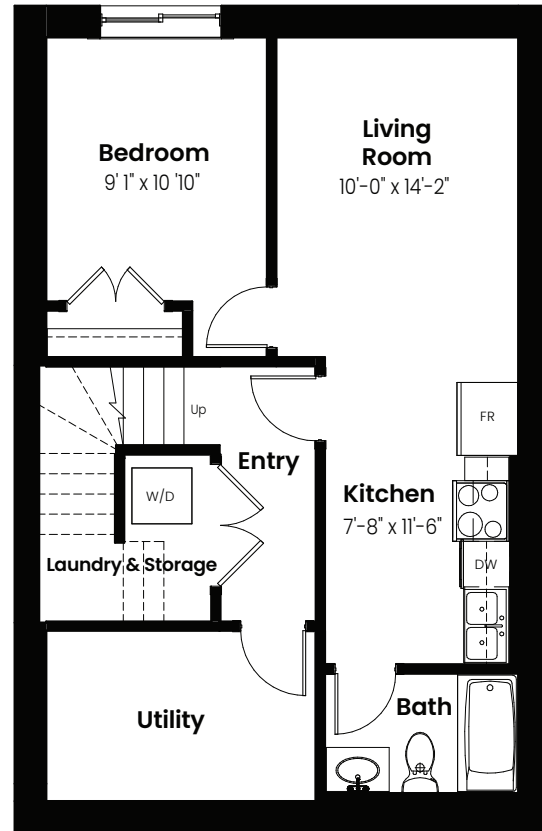 Bedroom
9' 1" x 10 '10"
Living
Room
10'-0" x 14'-2"
Up
FR
Entry
W/D
Kitchen
7'-8" x 11'-6"
Laundry & Storage
DW
Utility
Bath